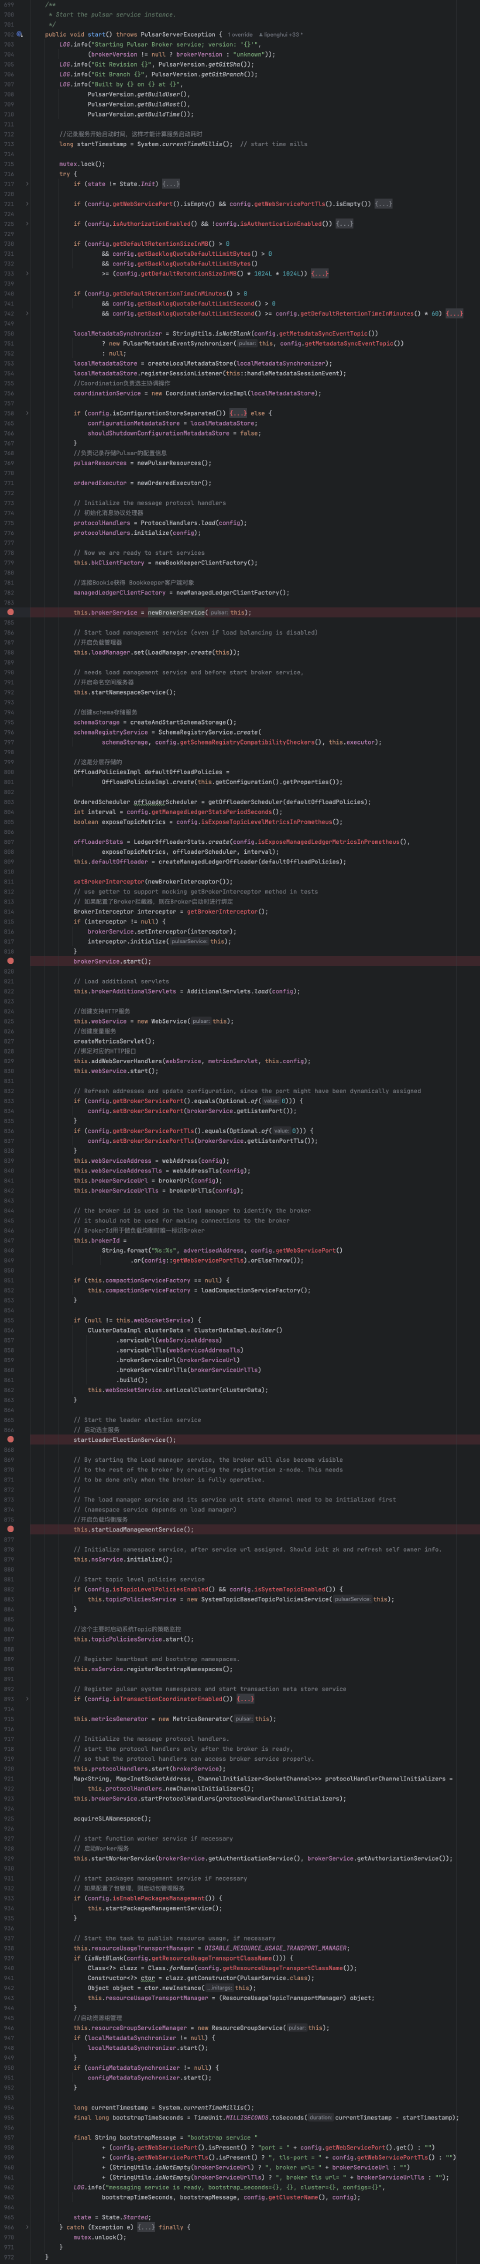 /**
 * Start the pulsar service instance.
 */
public void start() throws PulsarServerException {
LOG.info("Starting Pulsar Broker service; version: '{}'",
(brokerVersion != null ? brokerVersion : "unknown"));
LOG.info("Git Revision {}", PulsarVersion.getGitSha());
LOG.info("Git Branch {}", PulsarVersion.getGitBranch());
LOG.info("Built by {} on {} at {}",
PulsarVersion.getBuildUser(),
PulsarVersion.getBuildHost(),
PulsarVersion.getBuildTime());
//记录服务开始启动时间，这样才能计算服务启动耗时
long startTimestamp = System.currentTimeMillis();  // start time mills
mutex.lock();
try {
if (state != State.Init) {...}
if (config.getWebServicePort().isEmpty() && config.getWebServicePortTls().isEmpty()) {...}
if (config.isAuthorizationEnabled() && !config.isAuthenticationEnabled()) {...}
if (config.getDefaultRetentionSizeInMB() > 0
&& config.getBacklogQuotaDefaultLimitBytes() > 0
&& config.getBacklogQuotaDefaultLimitBytes()
>= (config.getDefaultRetentionSizeInMB() * 1024L * 1024L)) {...}
if (config.getDefaultRetentionTimeInMinutes() > 0
&& config.getBacklogQuotaDefaultLimitSecond() > 0
&& config.getBacklogQuotaDefaultLimitSecond() >= config.getDefaultRetentionTimeInMinutes() * 60) {...}
localMetadataSynchronizer = StringUtils.isNotBlank(config.getMetadataSyncEventTopic())
? new PulsarMetadataEventSynchronizer( pulsar: this, config.getMetadataSyncEventTopic())
: null;
localMetadataStore = createLocalMetadataStore(localMetadataSynchronizer);
localMetadataStore.registerSessionListener(this::handleMetadataSessionEvent);
//Coordination负责选主协调操作
coordinationService = new CoordinationServiceImpl(localMetadataStore);
if (config.isConfigurationStoreSeparated()) {...} else {
configurationMetadataStore = localMetadataStore;
shouldShutdownConfigurationMetadataStore = false;
}
//负责记录存储Pulsar的配置信息
pulsarResources = newPulsarResources();
orderedExecutor = newOrderedExecutor();
// Initialize the message protocol handlers
// 初始化消息协议处理器
protocolHandlers = ProtocolHandlers.load(config);
protocolHandlers.initialize(config);
// Now we are ready to start services
this.bkClientFactory = newBookKeeperClientFactory();
//连接Bookie获得 Bookkeeper客户端对象
managedLedgerClientFactory = newManagedLedgerClientFactory();
this.brokerService = newBrokerService( pulsar: this);
// Start load management service (even if load balancing is disabled)
//开启负载管理器
this.loadManager.set(LoadManager.create(this));
// needs load management service and before start broker service,
//开启命名空间服务器
this.startNamespaceService();
//创建schema存储服务
schemaStorage = createAndStartSchemaStorage();
schemaRegistryService = SchemaRegistryService.create(
schemaStorage, config.getSchemaRegistryCompatibilityCheckers(), this.executor);
//这是分层存储的
OffloadPoliciesImpl defaultOffloadPolicies =
OffloadPoliciesImpl.create(this.getConfiguration().getProperties());
OrderedScheduler offloaderScheduler = getOffloaderScheduler(defaultOffloadPolicies);
int interval = config.getManagedLedgerStatsPeriodSeconds();
boolean exposeTopicMetrics = config.isExposeTopicLevelMetricsInPrometheus();
offloaderStats = LedgerOffloaderStats.create(config.isExposeManagedLedgerMetricsInPrometheus(),
exposeTopicMetrics, offloaderScheduler, interval);
this.defaultOffloader = createManagedLedgerOffloader(defaultOffloadPolicies);
setBrokerInterceptor(newBrokerInterceptor());
// use getter to support mocking getBrokerInterceptor method in tests
// 如果配置了Broker拦截器，则在Broker启动时进行绑定
BrokerInterceptor interceptor = getBrokerInterceptor();
if (interceptor != null) {
brokerService.setInterceptor(interceptor);
interceptor.initialize( pulsarService: this);
}
brokerService.start();
// Load additional servlets
this.brokerAdditionalServlets = AdditionalServlets.load(config);
//创建支持HTTP服务
this.webService = new WebService( pulsar: this);
//创建度量服务
createMetricsServlet();
//绑定对应的HTTP接口
this.addWebServerHandlers(webService, metricsServlet, this.config);
this.webService.start();
// Refresh addresses and update configuration, since the port might have been dynamically assigned
if (config.getBrokerServicePort().equals(Optional.of( value: 0))) {
config.setBrokerServicePort(brokerService.getListenPort());
}
if (config.getBrokerServicePortTls().equals(Optional.of( value: 0))) {
config.setBrokerServicePortTls(brokerService.getListenPortTls());
}
this.webServiceAddress = webAddress(config);
this.webServiceAddressTls = webAddressTls(config);
this.brokerServiceUrl = brokerUrl(config);
this.brokerServiceUrlTls = brokerUrlTls(config);
// the broker id is used in the load manager to identify the broker
// it should not be used for making connections to the broker
// BrokerId用于做负载均衡时唯一标识Broker
this.brokerId =
String.format("%s:%s", advertisedAddress, config.getWebServicePort()
.or(config::getWebServicePortTls).orElseThrow());
if (this.compactionServiceFactory == null) {
this.compactionServiceFactory = loadCompactionServiceFactory();
}
if (null != this.webSocketService) {
ClusterDataImpl clusterData = ClusterDataImpl.builder()
.serviceUrl(webServiceAddress)
.serviceUrlTls(webServiceAddressTls)
.brokerServiceUrl(brokerServiceUrl)
.brokerServiceUrlTls(brokerServiceUrlTls)
.build();
this.webSocketService.setLocalCluster(clusterData);
}
// Start the leader election service
// 启动选主服务
startLeaderElectionService();
// By starting the Load manager service, the broker will also become visible
// to the rest of the broker by creating the registration z-node. This needs
// to be done only when the broker is fully operative.
//
// The load manager service and its service unit state channel need to be initialized first
// (namespace service depends on load manager)
//开启负载均衡服务
this.startLoadManagementService();
// Initialize namespace service, after service url assigned. Should init zk and refresh self owner info.
this.nsService.initialize();
// Start topic level policies service
if (config.isTopicLevelPoliciesEnabled() && config.isSystemTopicEnabled()) {
this.topicPoliciesService = new SystemTopicBasedTopicPoliciesService( pulsarService: this);
}
//这个主要时启动系统Topic的策略监控
this.topicPoliciesService.start();
// Register heartbeat and bootstrap namespaces.
this.nsService.registerBootstrapNamespaces();
// Register pulsar system namespaces and start transaction meta store service
if (config.isTransactionCoordinatorEnabled()) {...}
this.metricsGenerator = new MetricsGenerator( pulsar: this);
// Initialize the message protocol handlers.
// start the protocol handlers only after the broker is ready,
// so that the protocol handlers can access broker service properly.
this.protocolHandlers.start(brokerService);
Map<String, Map<InetSocketAddress, ChannelInitializer<SocketChannel>>> protocolHandlerChannelInitializers =
this.protocolHandlers.newChannelInitializers();
this.brokerService.startProtocolHandlers(protocolHandlerChannelInitializers);
acquireSLANamespace();
// start function worker service if necessary
// 启动Worker服务
this.startWorkerService(brokerService.getAuthenticationService(), brokerService.getAuthorizationService());
// start packages management service if necessary
// 如果配置了包管理，则启动包管理服务
if (config.isEnablePackagesManagement()) {
this.startPackagesManagementService();
}
// Start the task to publish resource usage, if necessary
this.resourceUsageTransportManager = DISABLE_RESOURCE_USAGE_TRANSPORT_MANAGER;
if (isNotBlank(config.getResourceUsageTransportClassName())) {
Class<?> clazz = Class.forName(config.getResourceUsageTransportClassName());
Constructor<?> ctor = clazz.getConstructor(PulsarService.class);
Object object = ctor.newInstance( ...initargs: this);
this.resourceUsageTransportManager = (ResourceUsageTopicTransportManager) object;
}
//启动资源组管理
this.resourceGroupServiceManager = new ResourceGroupService( pulsar: this);
if (localMetadataSynchronizer != null) {
localMetadataSynchronizer.start();
}
if (configMetadataSynchronizer != null) {
configMetadataSynchronizer.start();
}
long currentTimestamp = System.currentTimeMillis();
final long bootstrapTimeSeconds = TimeUnit.MILLISECONDS.toSeconds( duration: currentTimestamp - startTimestamp);
final String bootstrapMessage = "bootstrap service "
+ (config.getWebServicePort().isPresent() ? "port = " + config.getWebServicePort().get() : "")
+ (config.getWebServicePortTls().isPresent() ? ", tls-port = " + config.getWebServicePortTls() : "")
+ (StringUtils.isNotEmpty(brokerServiceUrl) ? ", broker url= " + brokerServiceUrl : "")
+ (StringUtils.isNotEmpty(brokerServiceUrlTls) ? ", broker tls url= " + brokerServiceUrlTls : "");
LOG.info("messaging service is ready, bootstrap_seconds={}, {}, cluster={}, configs={}",
bootstrapTimeSeconds, bootstrapMessage, config.getClusterName(), config);
state = State.Started;
} catch (Exception e) {...} finally {
mutex.unlock();
}
}